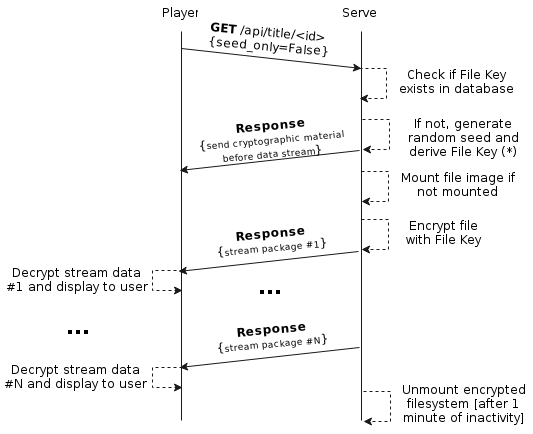 Player
Serve
GET /api/title/<id>
{seed_only=False}
Check if File Key
exists in database
If not, generate
random seed and
derive File Key (*)
Response
{send cryptographic material
before data stream}
Mount file image if
not mounted
Encrypt file
with File Key
Response
{stream package #1}
Decrypt stream data
#1 and display to user
...
...
Response
{stream package #N}
Decrypt stream data
#N and display to user
Unmount encrypted
filesystem [after 1
minute of inactivity]